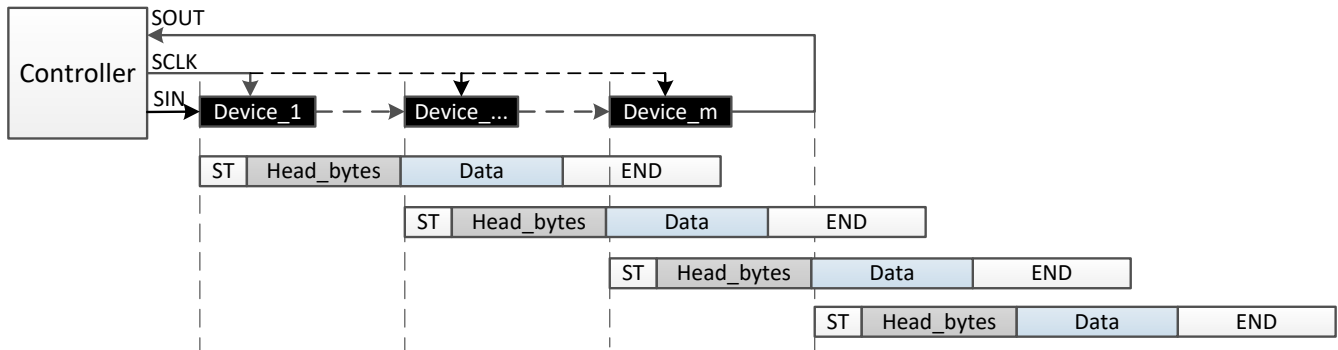 SOUT
Controller
SCLK
SIN
Device_1
Device_...
Device_m
ST Head_bytes Data END
ST Head_bytes Data END
ST Head_bytes Data END
ST Head_bytes Data END